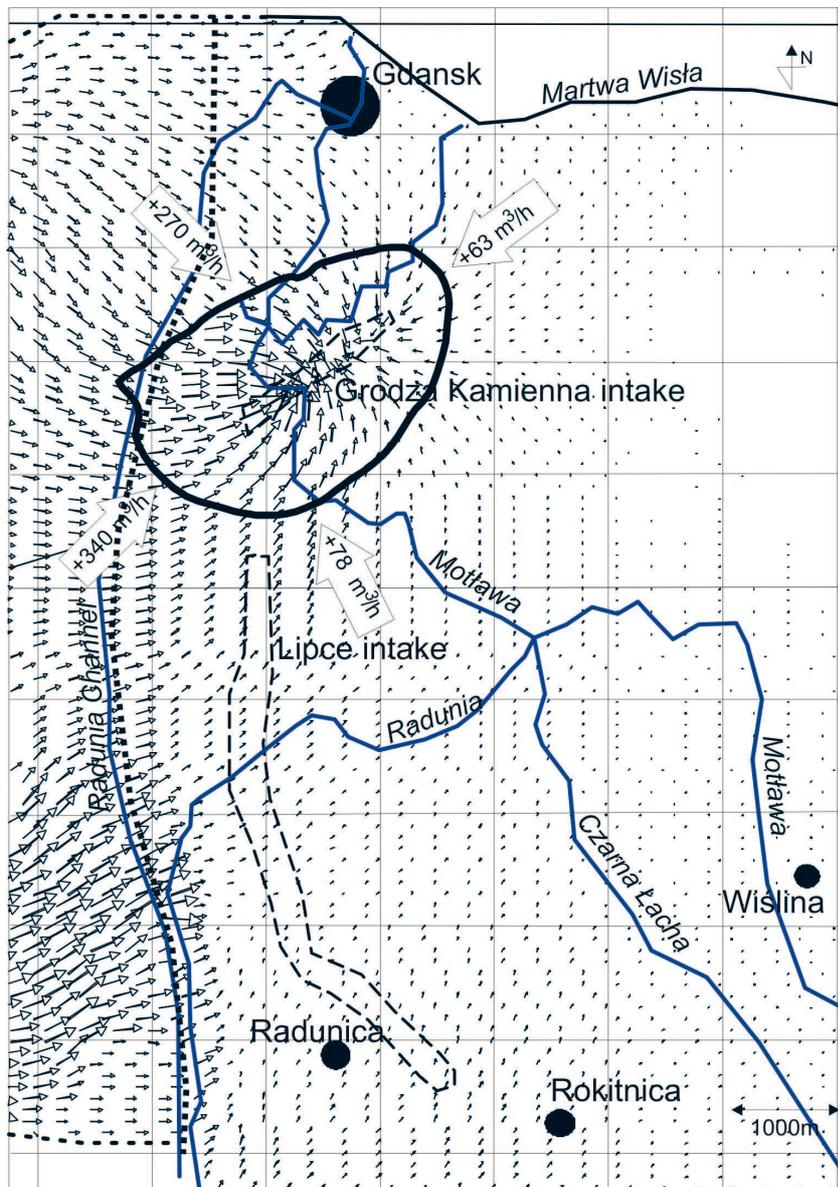 N
Gdansk
Martwa Wisła
+270 m³/h
+63 m³/h
Grodza Kamienna intake
+340 m³/h
+78 m³/h
Motława
Radunia Channel
Lipce intake
Radunia
Motława
Czarna Łacha
Wiślina
Radunica
Rokitnica
1000m